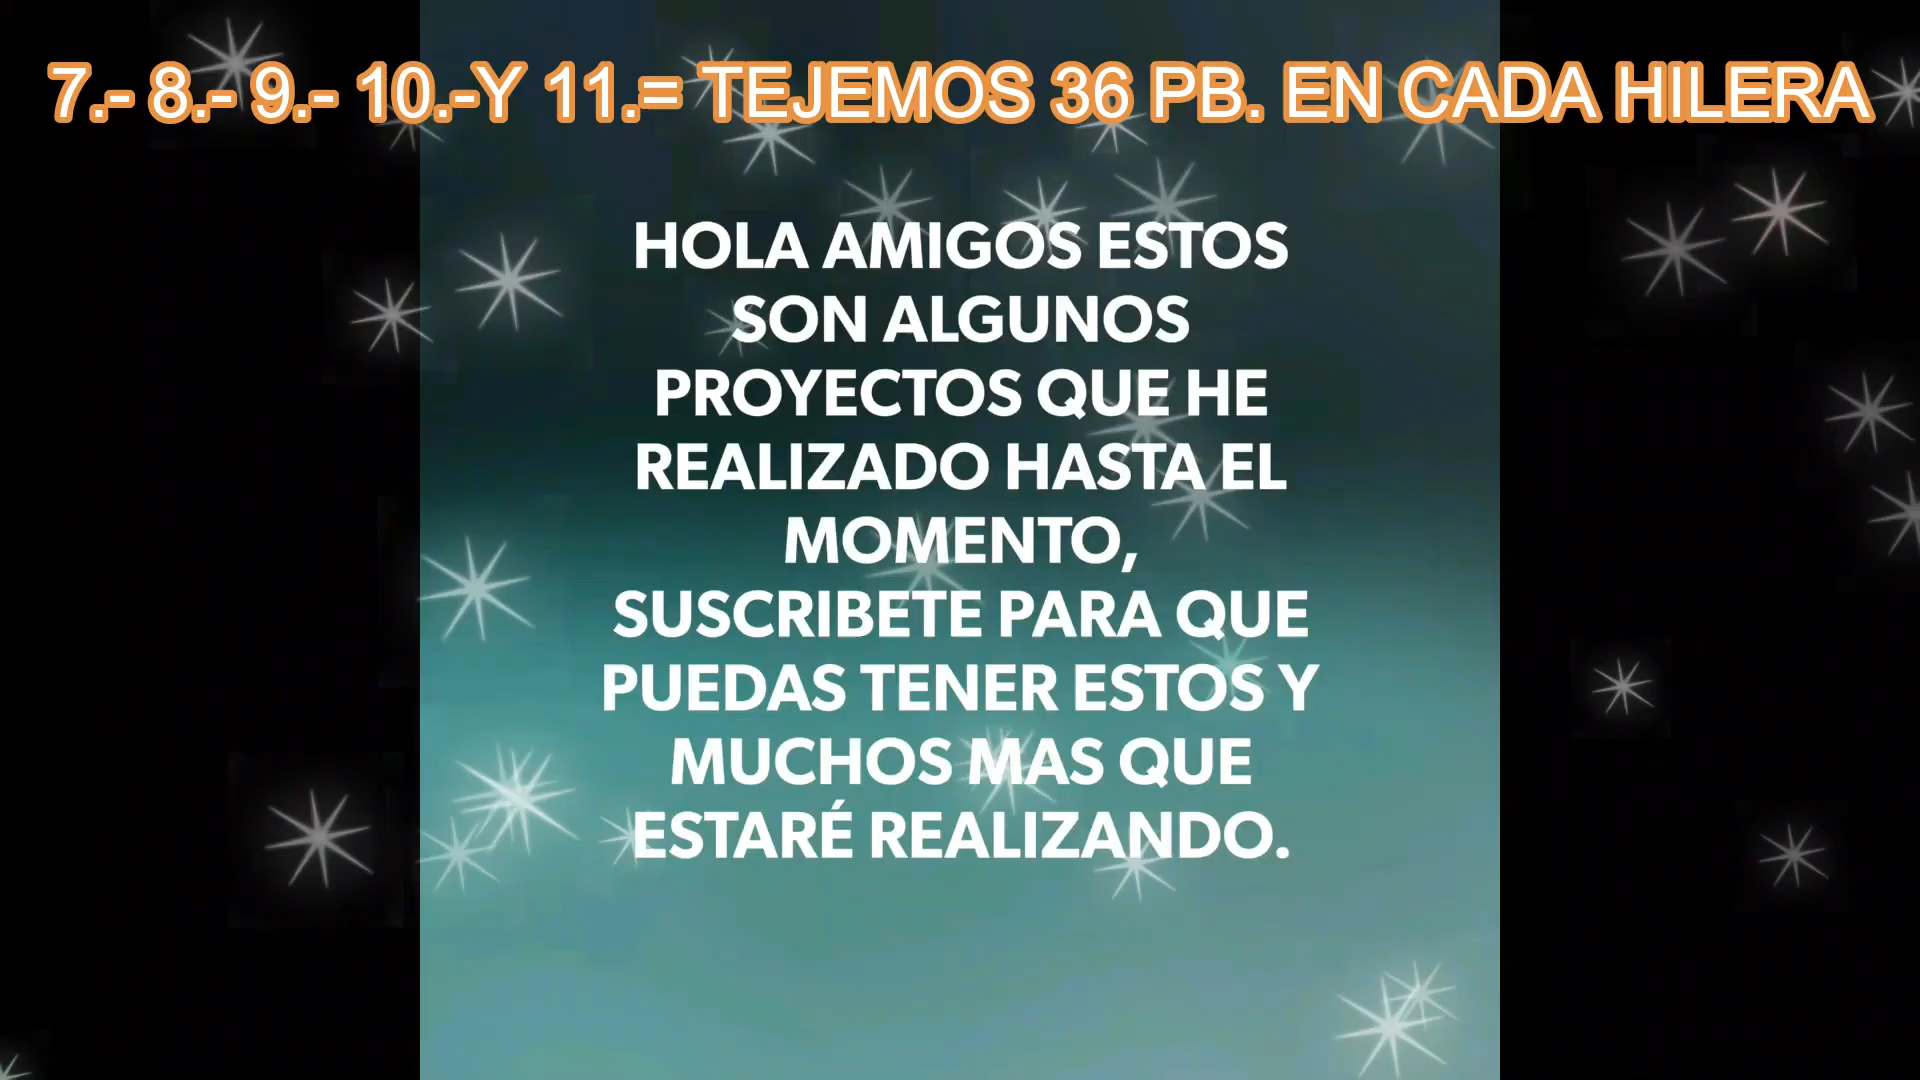 7.- 8.- 9.- 10.-Y 11.= TEJEMOS 36 PB. EN CADA HILERA
HOLA AMIGOS ESTOS
SON ALGUNOS
PROYECTOS QUE HE
REALIZADO HASTA EL
MOMENTO,
SUSCRIBETE PARA QUE
PUEDAS TENER ESTOS Y
MUCHOS MAS QUE
ESTARÉ REALIZANDO.